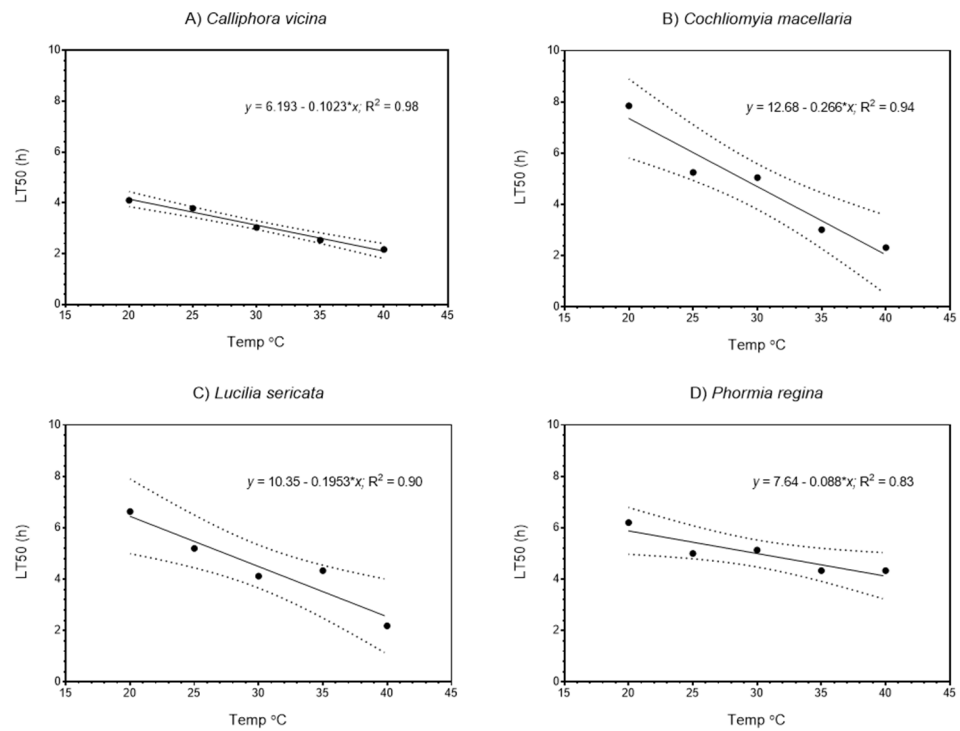 A) Calliphora vicina
10
8
6
4
2
0
LT50 (h)
y = 6.193 - 0.1023*x; R² = 0.98
15 20 25 30 35 40 45
Temp °C
B) Cochliomyia macellaria
10
8
6
4
2
0
LT50 (h)
y = 12.68 - 0.266*x; R² = 0.94
15 20 25 30 35 40 45
Temp °C
C) Lucilia sericata
10
8
6
4
2
0
LT50 (h)
y = 10.35 - 0.1953*x; R² = 0.90
15 20 25 30 35 40 45
Temp °C
D) Phormia regina
10
8
6
4
2
0
LT50 (h)
y = 7.64 - 0.088*x; R² = 0.83
15 20 25 30 35 40 45
Temp °C